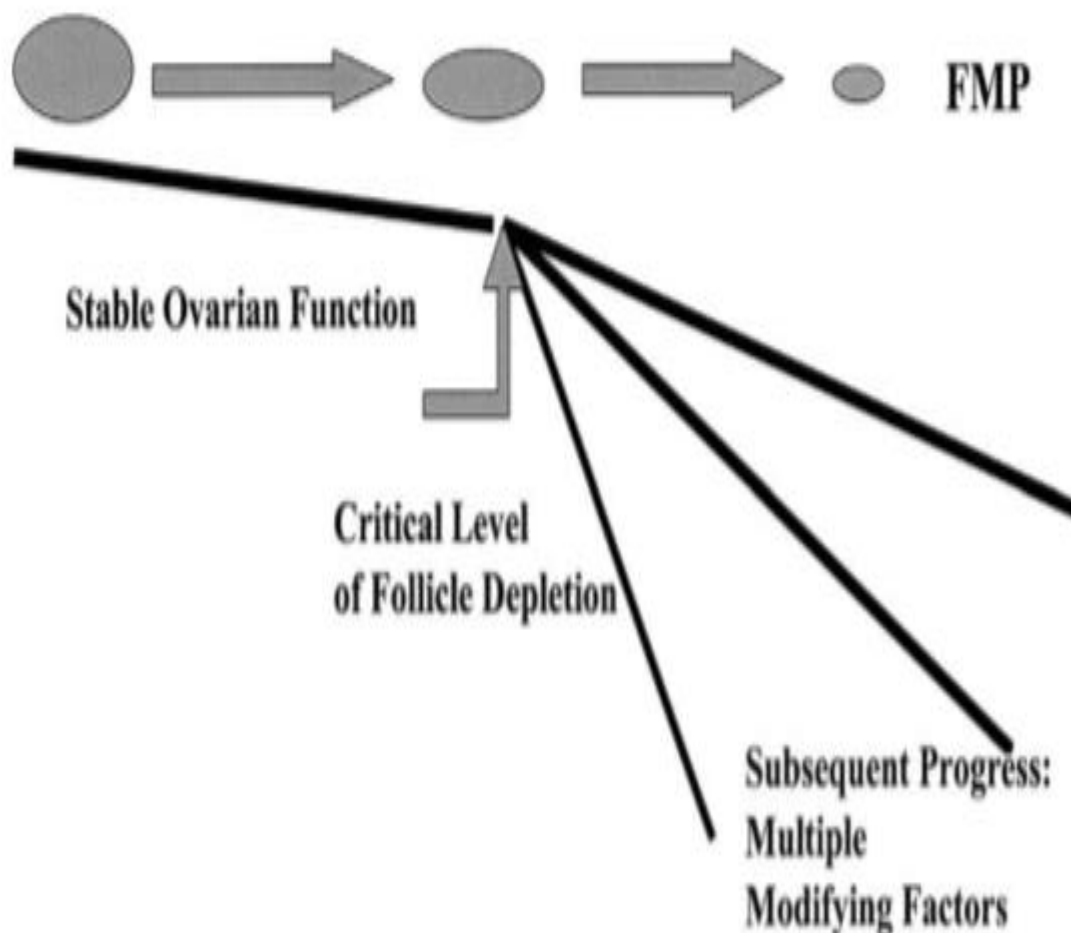 FMP
Stable Ovarian Function
Critical Level
of Follicle Depletion
Subsequent Progress:
Multiple
Modifying Factors